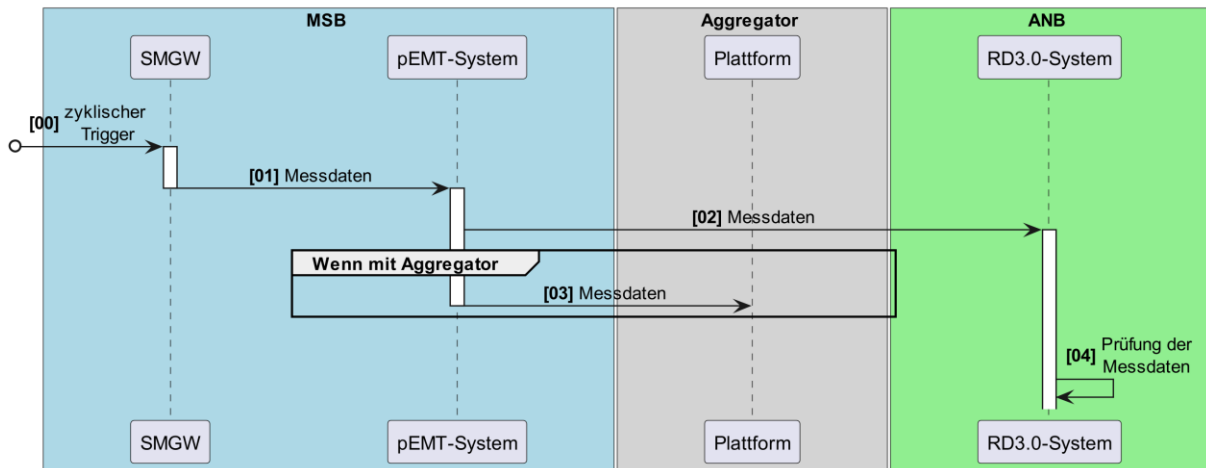 MSB
Aggregator
ANB
SMGW
pEMT-System
Plattform
RD3.0-System
[00] zyklischer
Trigger
[01] Messdaten
[02] Messdaten
Wenn mit Aggregator
[03] Messdaten
[04] Prüfung der
Messdaten
SMGW
pEMT-System
Plattform
RD3.0-System